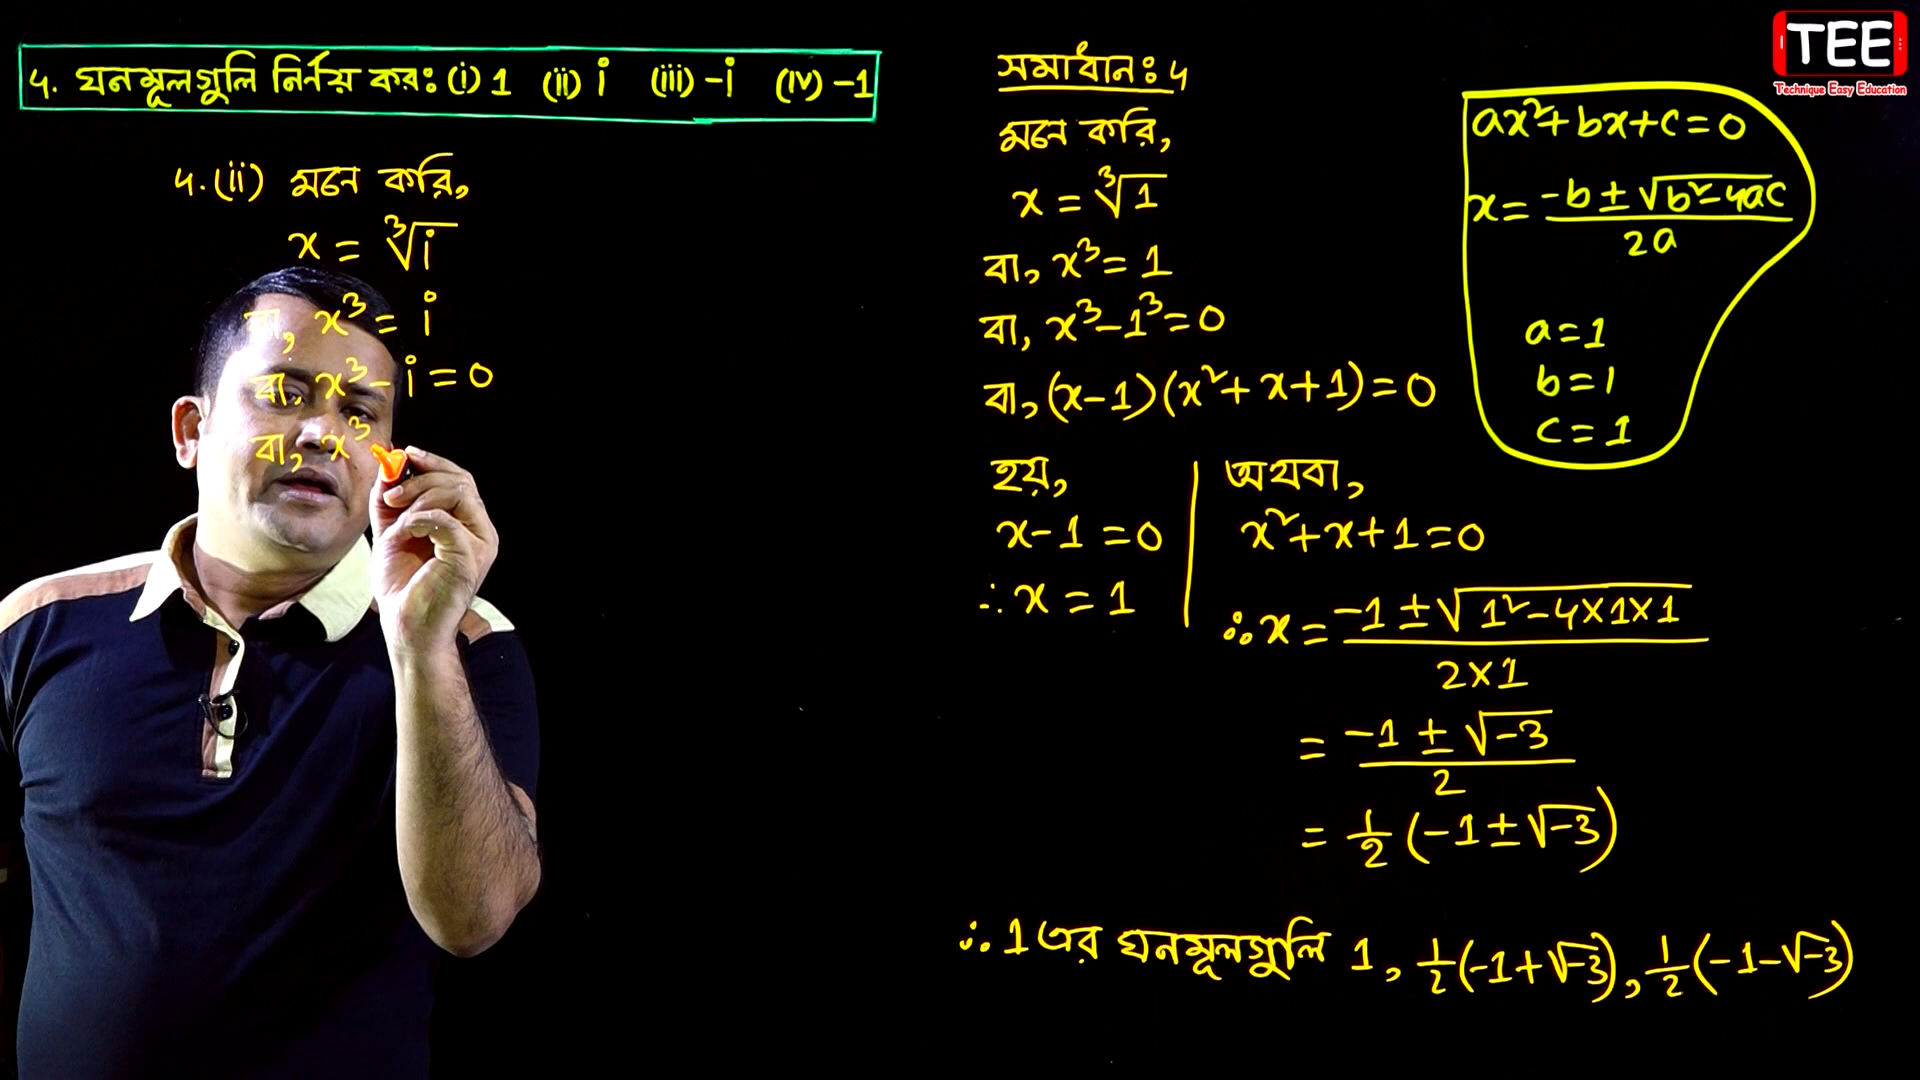 ৫. ঘনমূলগুলি নির্ণয় কর: (i) 1 (ii) i (iii) -i (iv) -1
৫.(ii) মনে করি,
x = ∛i
বা, x³ = i
বা, x³ - i = 0
বা, x³
সমাধান: ৫
মনে করি,
x = ∛1
বা, x³ = 1
বা, x³ - 1³ = 0
বা, (x-1)(x² + x + 1) = 0
হয়,
x - 1 = 0
∴ x = 1
অথবা,
x² + x + 1 = 0
∴ x = (-1 ± √(1² - 4×1×1)) / (2×1)
= (-1 ± √-3) / 2
= ½ (-1 ± √-3)
∴ 1 এর ঘনমূলগুলি 1, ½(-1 + √-3), ½(-1 - √-3)
ax² + bx + c = 0
x = (-b ± √(b² - 4ac)) / 2a
a = 1
b = 1
c = 1
TEE
Technique Easy Education